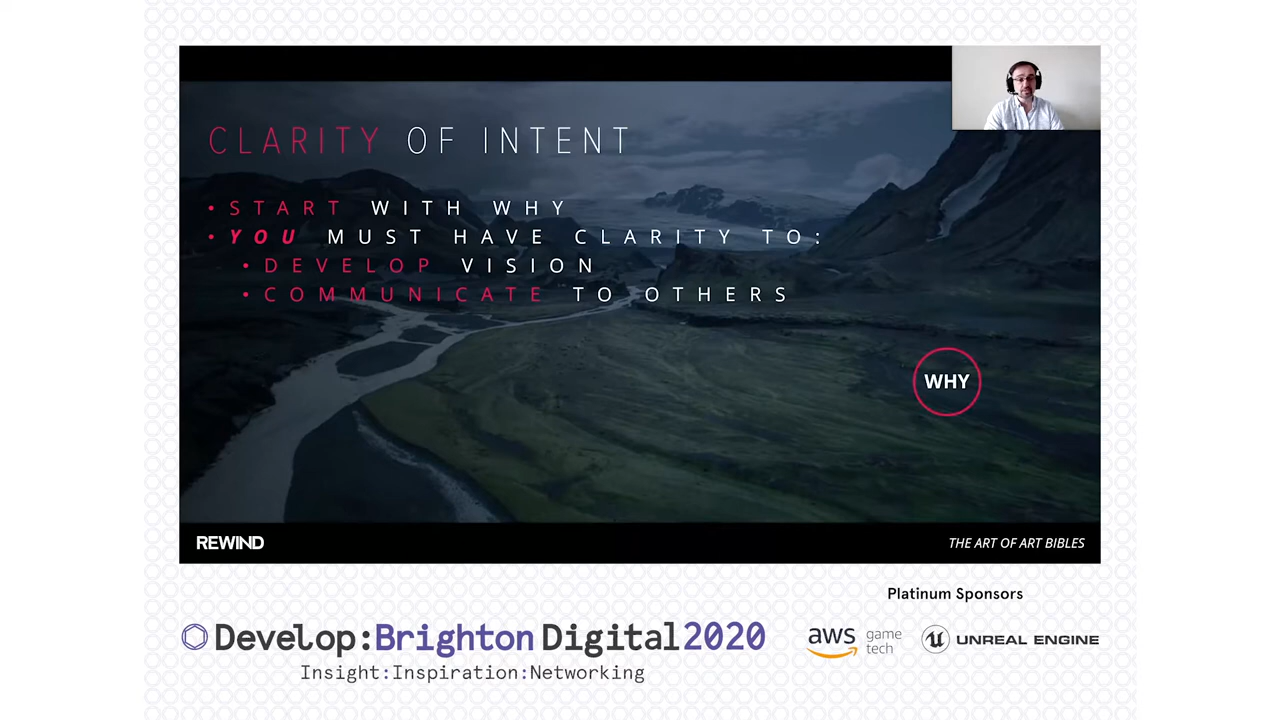 CLARITY OF INTENT
• START WITH WHY
• YOU MUST HAVE CLARITY TO:
• DEVELOP VISION
• COMMUNICATE TO OTHERS
WHY
REWIND
THE ART OF ART BIBLES
Platinum Sponsors
Develop:Brighton Digital 2020
Insight:Inspiration:Networking
aws game tech
UNREAL ENGINE